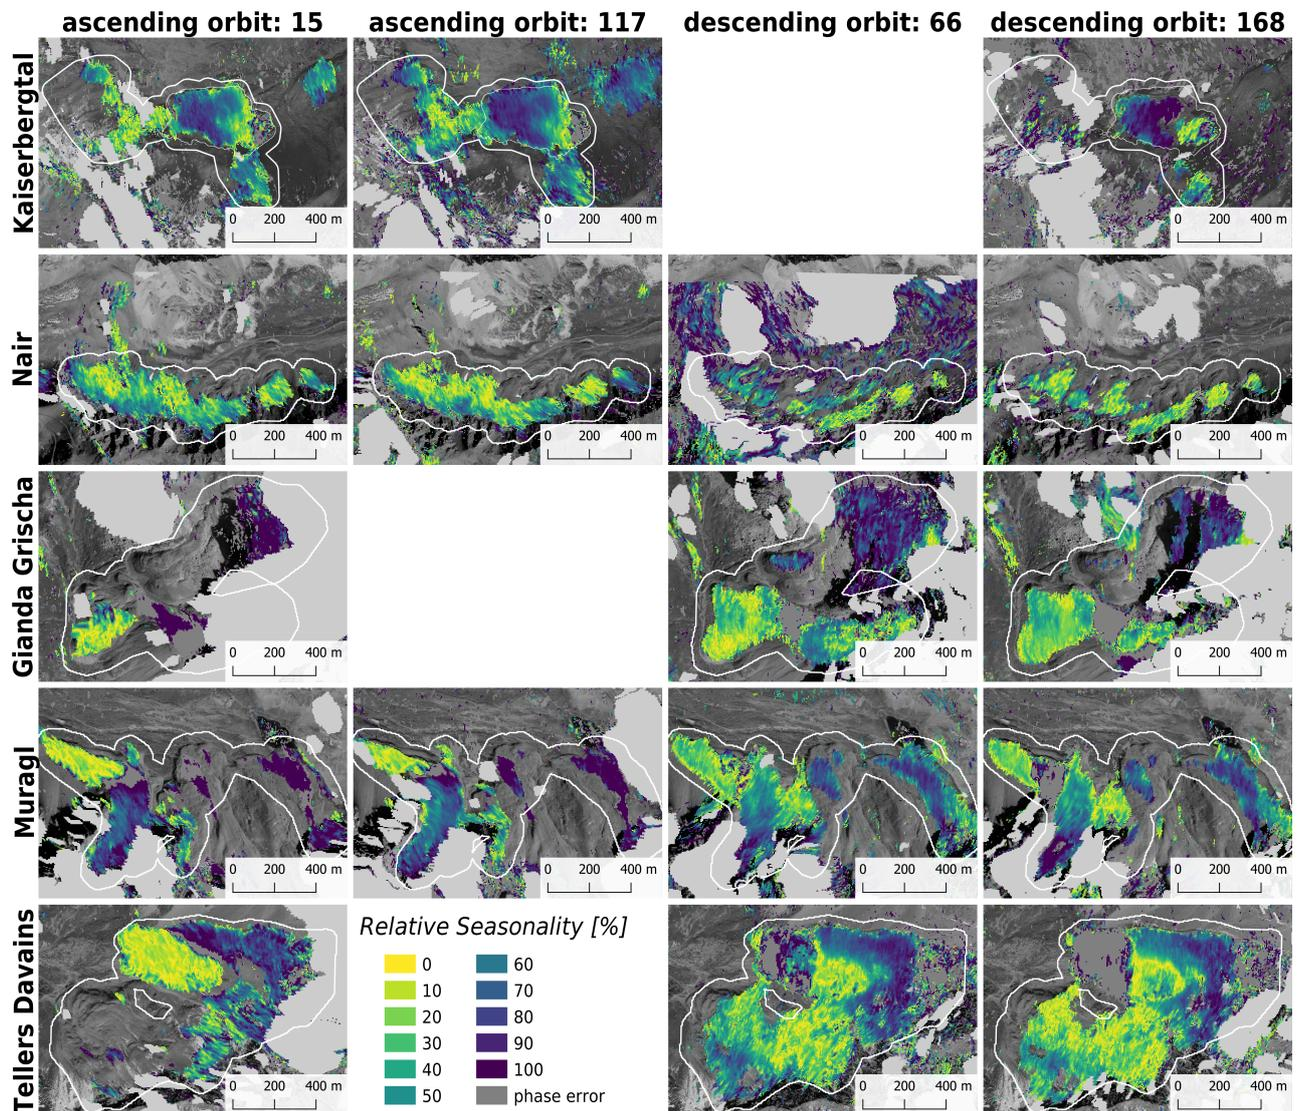 ascending orbit: 15 ascending orbit: 117 descending orbit: 66 descending orbit: 168
Kaiserbergtal
0 200 400 m
0 200 400 m
0 200 400 m
Nair
0 200 400 m
0 200 400 m
0 200 400 m
0 200 400 m
Gianda Grischa
0 200 400 m
0 200 400 m
0 200 400 m
Muragl
0 200 400 m
0 200 400 m
0 200 400 m
0 200 400 m
Tellers Davains
0 200 400 m
Relative Seasonality [%]
0 60
10 70
20 80
30 90
40 100
50 phase error
0 200 400 m
0 200 400 m